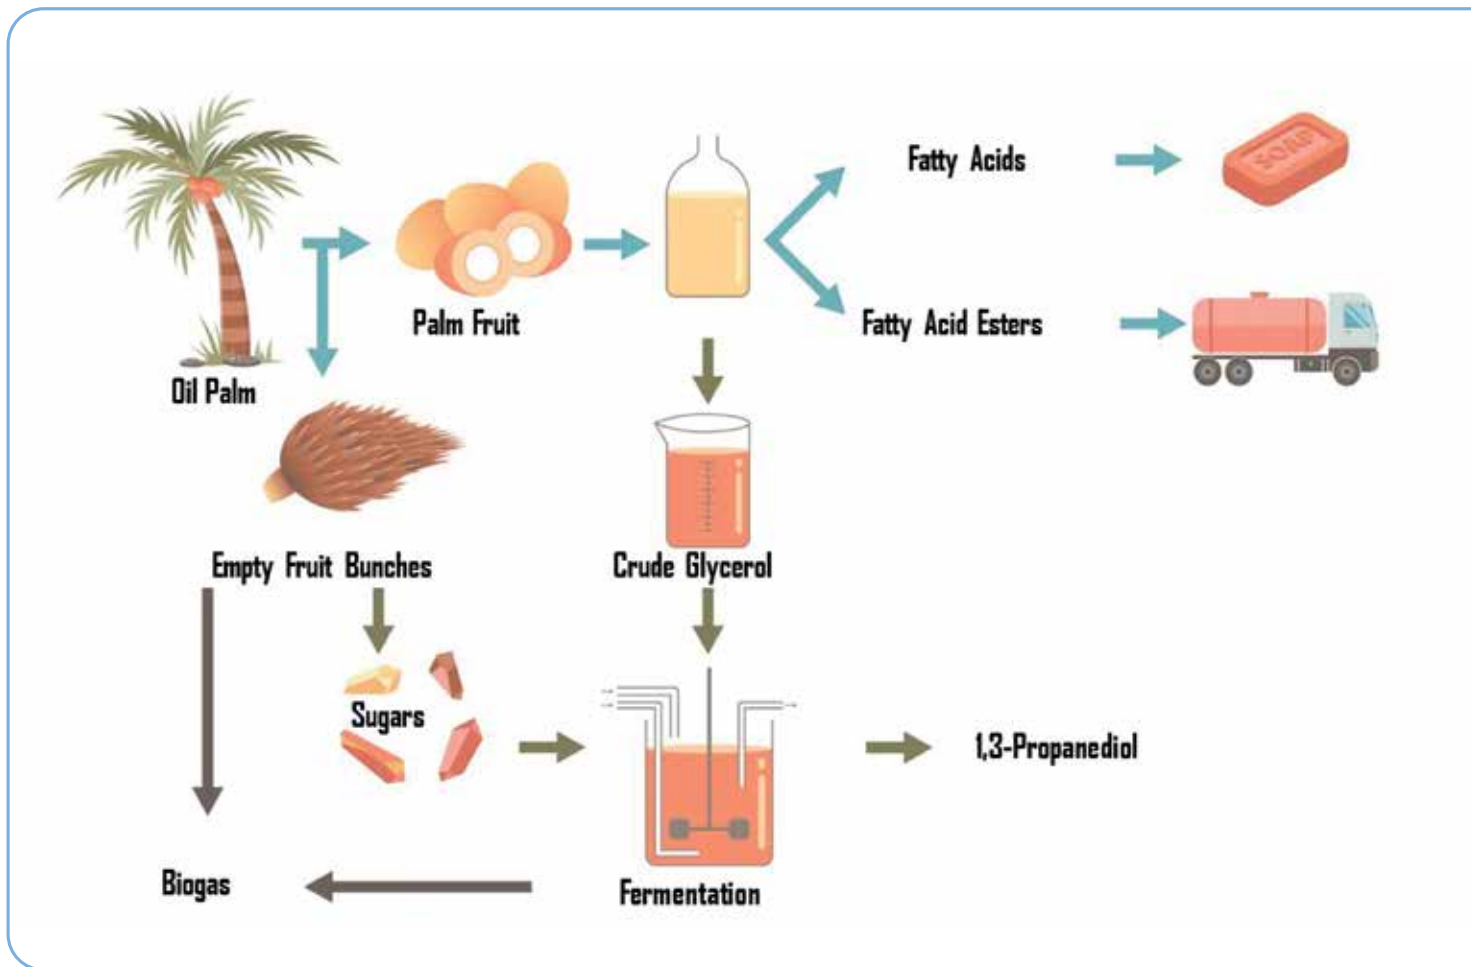 Fatty Acids
SOAP
Palm Fruit
Fatty Acid Esters
Oil Palm
Empty Fruit Bunches
Crude Glycerol
Sugars
1,3-Propanediol
Biogas
Fermentation